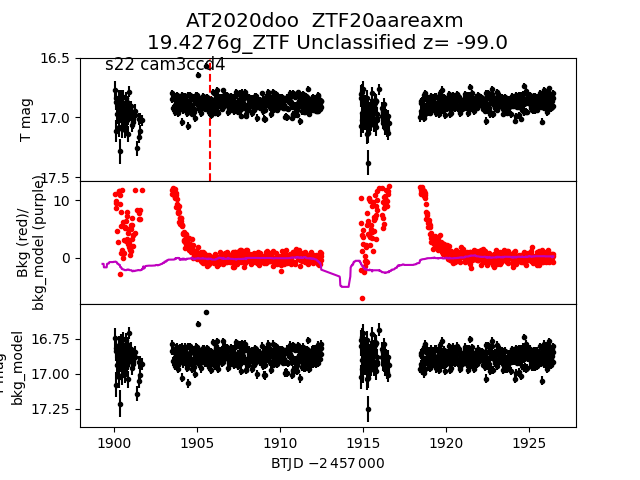 AT2020doo  ZTF20aareaxm
19.4276g_ZTF Unclassified z= -99.0
s22 cam3ccd4
16.5
17.0
17.5
T mag
10
0
Bkg (red)/
bkg_model (purple)
16.75
17.00
17.25
bkg_model
1900
1905
1910
1915
1920
1925
BTJD −2 457 000